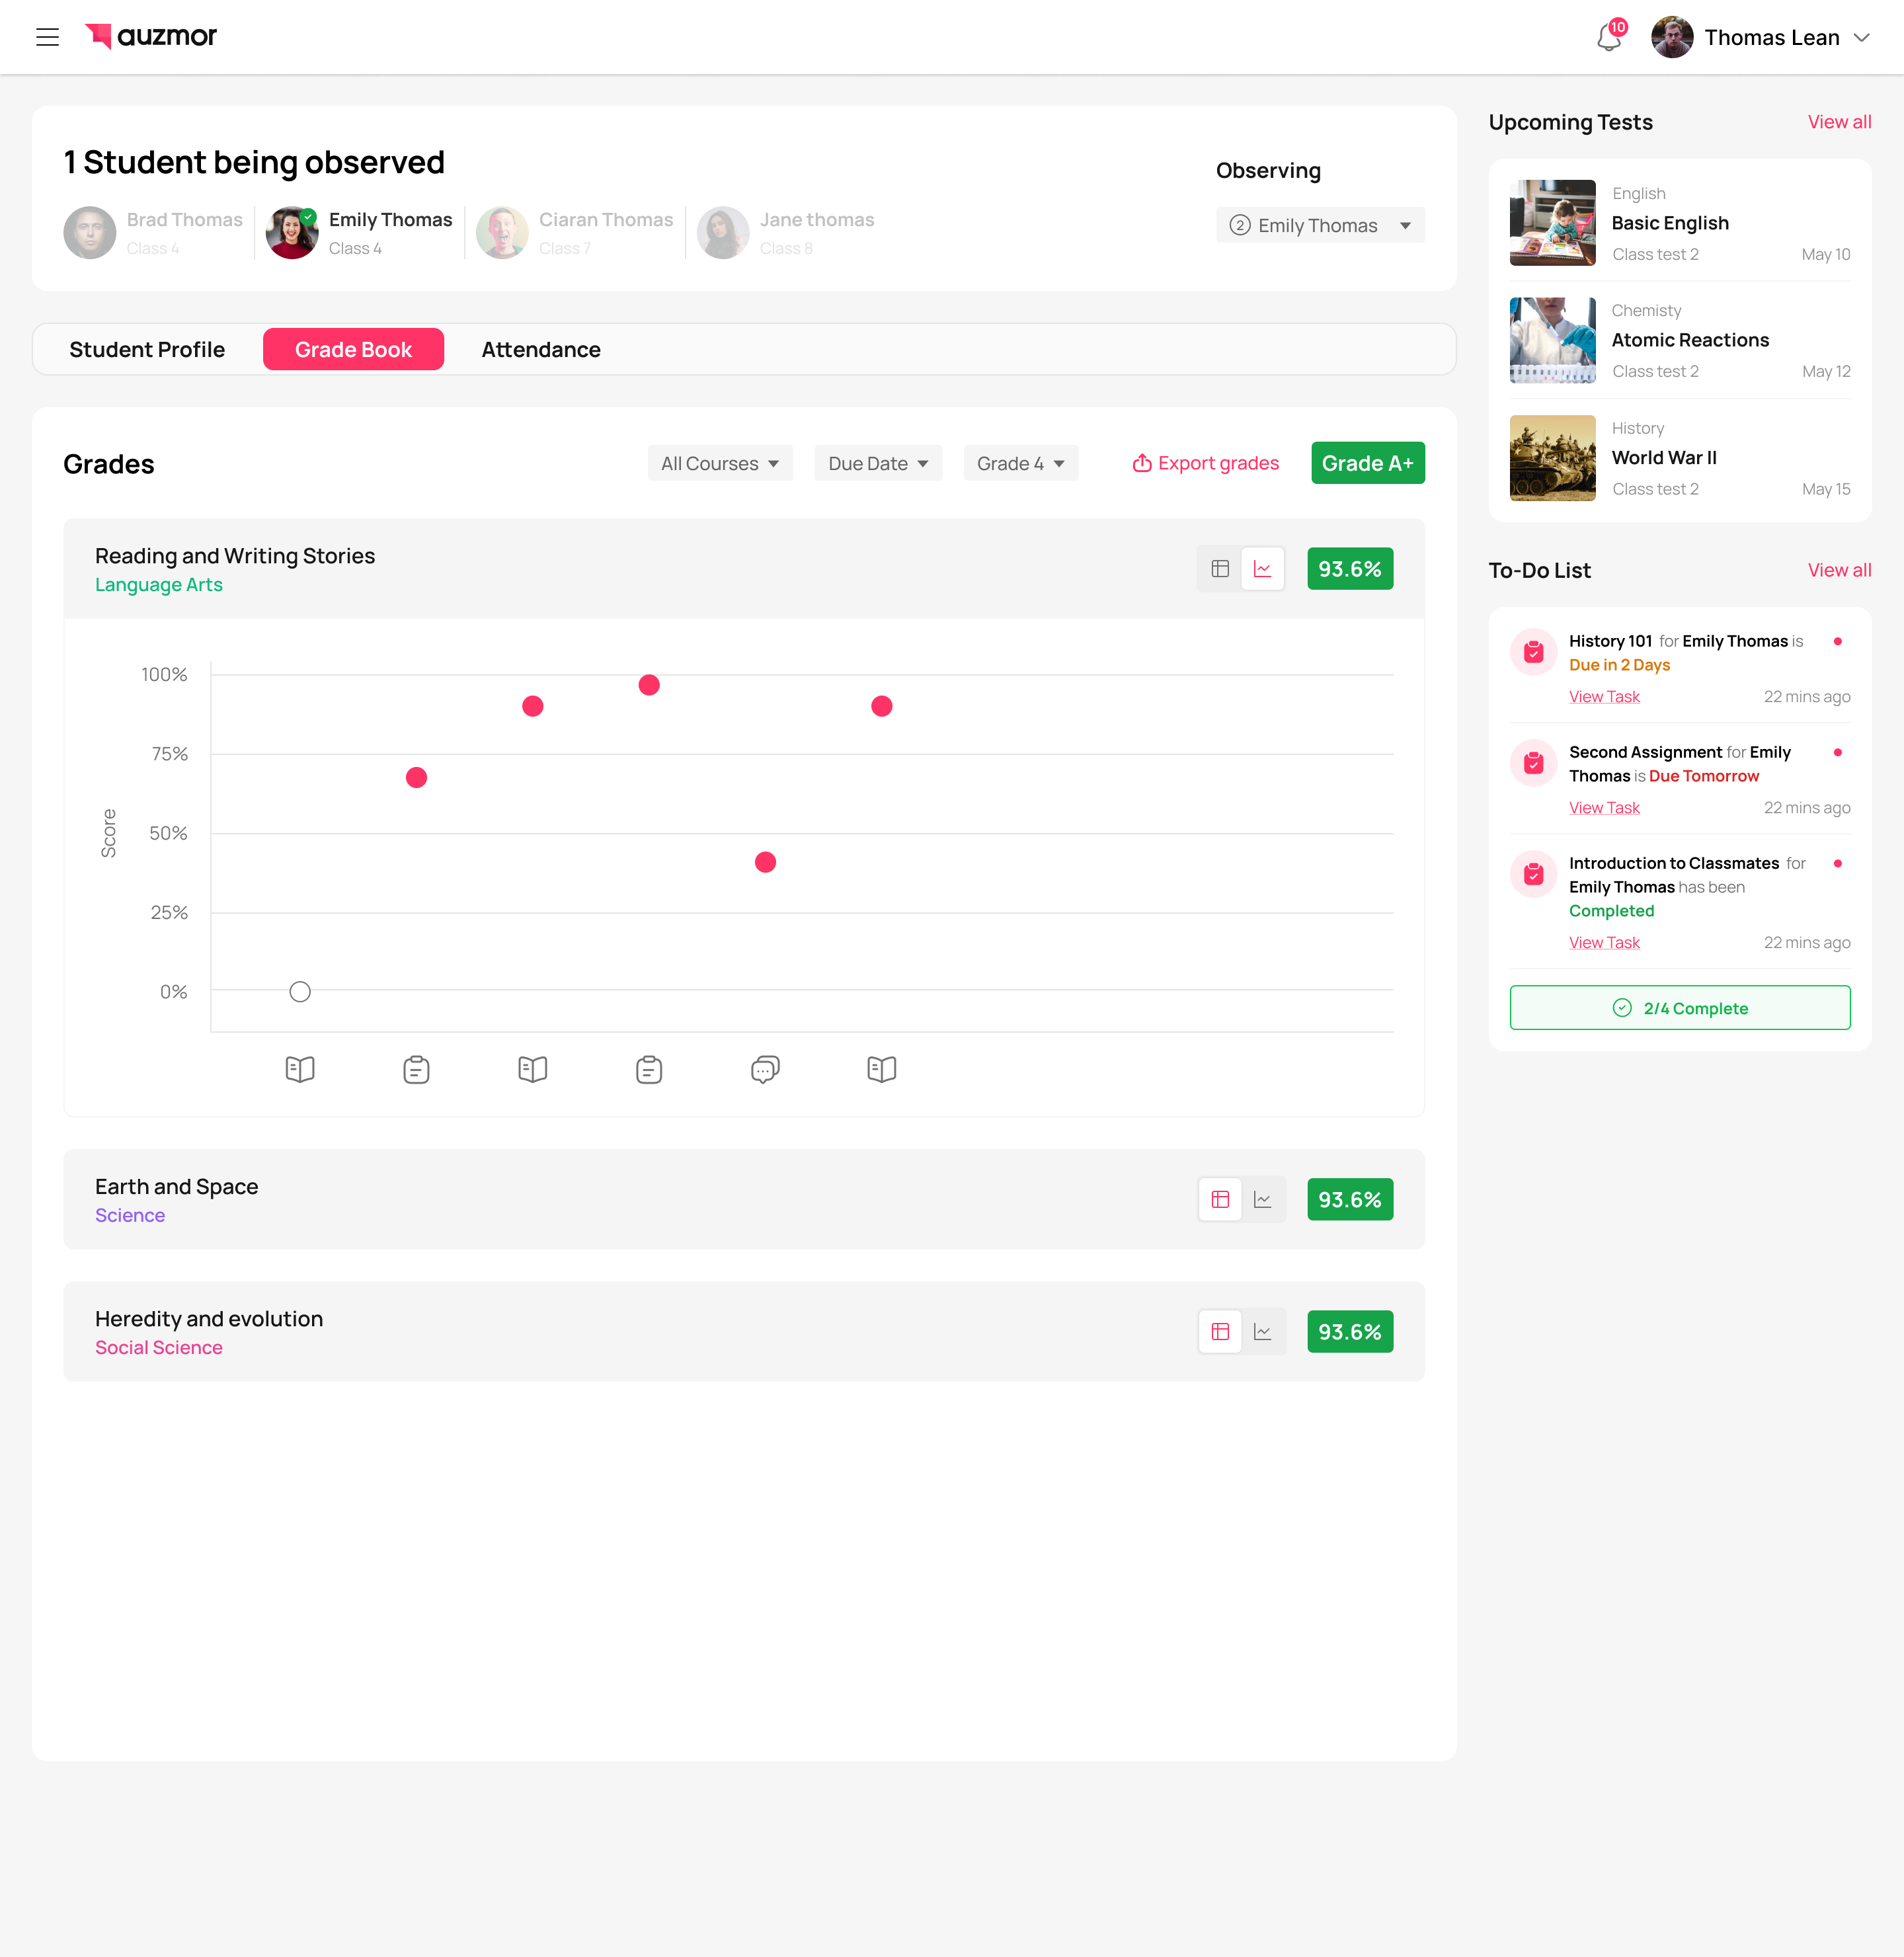 auzmor
10
Thomas Lean
1 Student being observed
Brad Thomas
Class 4
Emily Thomas
Class 4
Ciaran Thomas
Class 7
Jane thomas
Class 8
Observing
2 Emily Thomas
Student Profile
Grade Book
Attendance
Grades
All Courses
Due Date
Grade 4
Export grades
Grade A+
Reading and Writing Stories
Language Arts
93.6%
Score
100%
75%
50%
25%
0%
Earth and Space
Science
93.6%
Heredity and evolution
Social Science
93.6%
Upcoming Tests
View all
English
Basic English
Class test 2
May 10
Chemisty
Atomic Reactions
Class test 2
May 12
History
World War II
Class test 2
May 15
To-Do List
View all
History 101 for Emily Thomas is
Due in 2 Days
View Task
22 mins ago
Second Assignment for Emily
Thomas is Due Tomorrow
View Task
22 mins ago
Introduction to Classmates for
Emily Thomas has been
Completed
View Task
22 mins ago
2/4 Complete